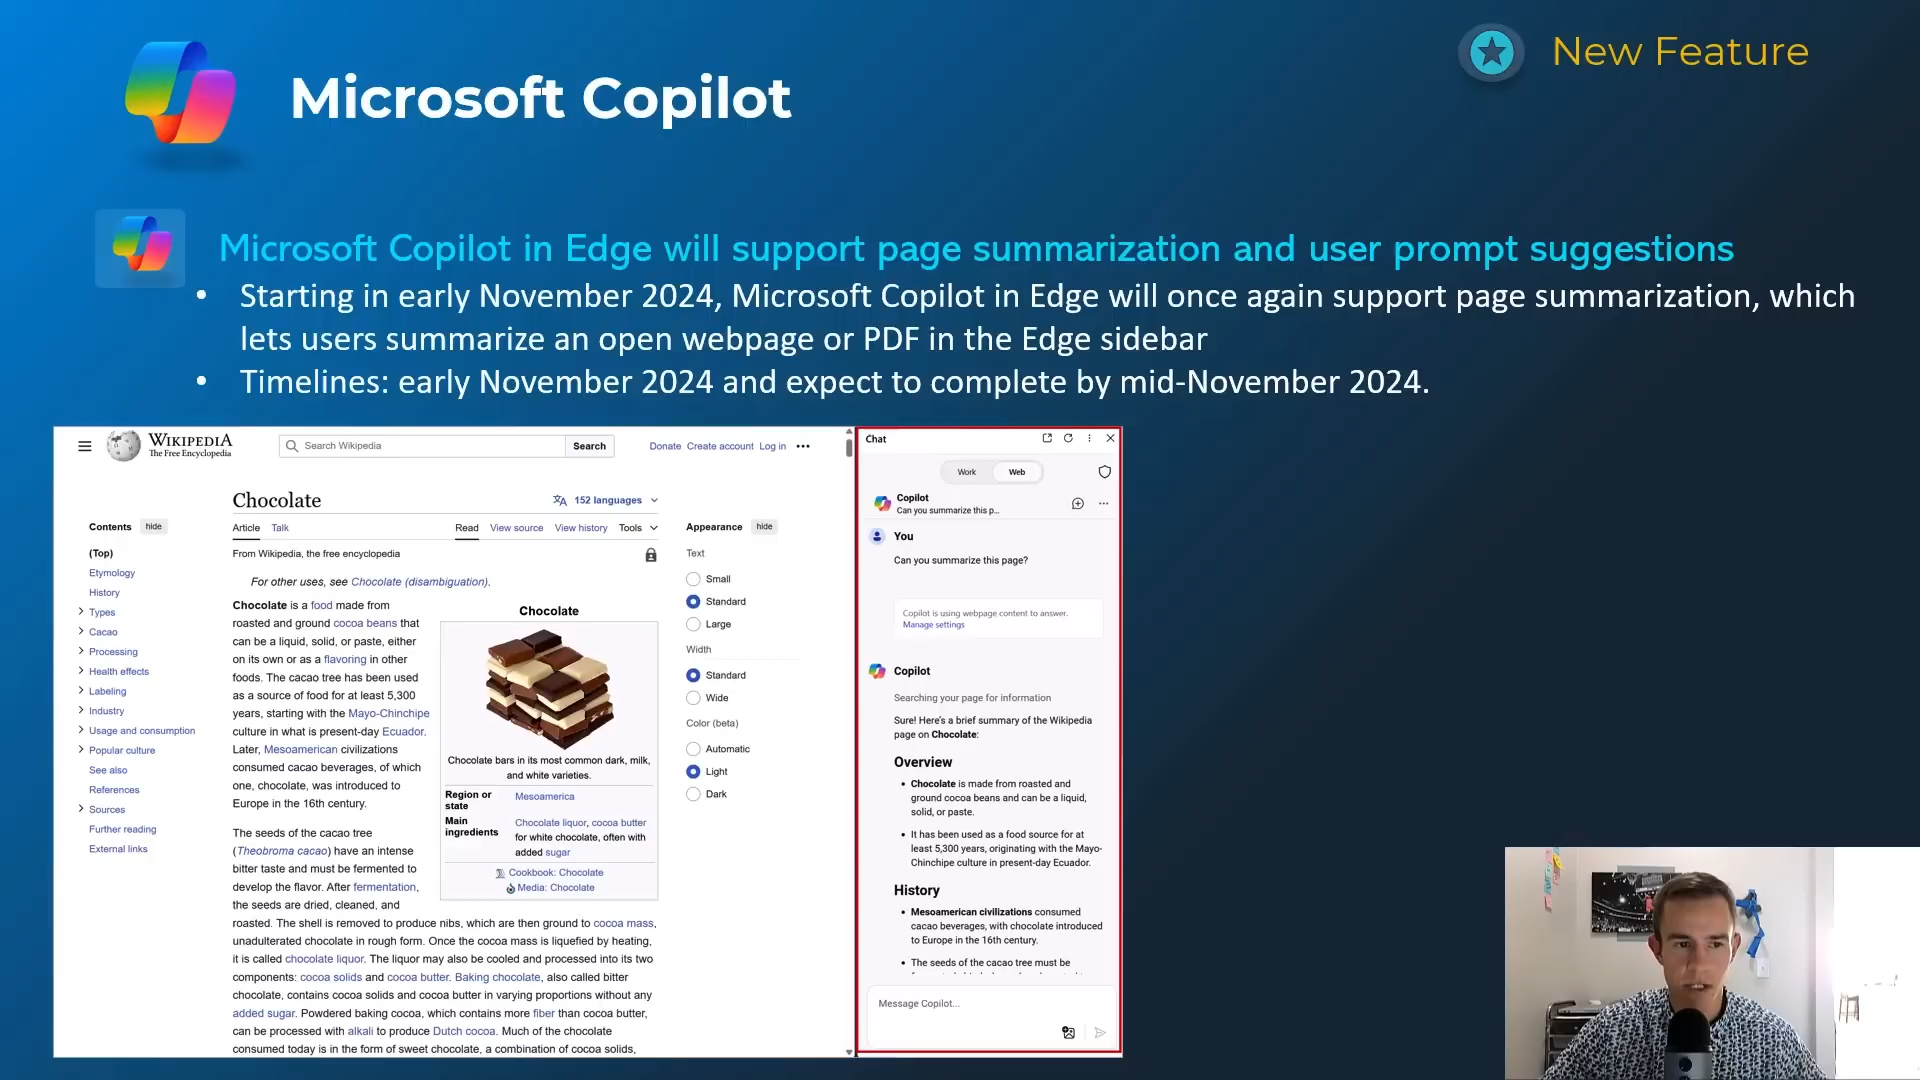 Microsoft Copilot
New Feature
Microsoft Copilot in Edge will support page summarization and user prompt suggestions
• Starting in early November 2024, Microsoft Copilot in Edge will once again support page summarization, which
lets users summarize an open webpage or PDF in the Edge sidebar
• Timelines: early November 2024 and expect to complete by mid-November 2024.
WIKIPEDIA
The Free Encyclopedia
Search Wikipedia
Search
Donate Create account Log in •••
Contents hide
(Top)
Etymology
History
Types
Cacao
Processing
Health effects
Labeling
Industry
Usage and consumption
Popular culture
See also
References
Sources
Further reading
External links
Chocolate
152 languages
Article Talk
Read View source View history Tools
From Wikipedia, the free encyclopedia
For other uses, see Chocolate (disambiguation).
Chocolate is a food made from
roasted and ground cocoa beans that
can be a liquid, solid, or paste, either
on its own or as a flavoring in other
foods. The cacao tree has been used
as a source of food for at least 5,300
years, starting with the Mayo-Chinchipe
culture in what is present-day Ecuador.
Later, Mesoamerican civilizations
consumed cacao beverages, of which
one, chocolate, was introduced to
Europe in the 16th century.
The seeds of the cacao tree
(Theobroma cacao) have an intense
bitter taste and must be fermented to
develop the flavor. After fermentation,
the seeds are dried, cleaned, and
roasted. The shell is removed to produce nibs, which are then ground to cocoa mass,
unadulterated chocolate in rough form. Once the cocoa mass is liquefied by heating,
it is called chocolate liquor. The liquor may also be cooled and processed into its two
components: cocoa solids and cocoa butter. Baking chocolate, also called bitter
chocolate, contains cocoa solids and cocoa butter in varying proportions without any
added sugar. Powdered baking cocoa, which contains more fiber than cocoa butter,
can be processed with alkali to produce Dutch cocoa. Much of the chocolate
consumed today is in the form of sweet chocolate, a combination of cocoa solids,
Chocolate
Chocolate bars in its most common dark, milk,
and white varieties.
Region or state Mesoamerica
Main ingredients Chocolate liquor, cocoa butter
for white chocolate, often with
added sugar
Cookbook: Chocolate
Media: Chocolate
Appearance hide
Text
Small
Standard
Large
Width
Standard
Wide
Color (beta)
Automatic
Light
Dark
Chat
Work Web
Copilot
Can you summarize this p...
You
Can you summarize this page?
Copilot is using webpage content to answer.
Manage settings
Copilot
Searching your page for information
Sure! Here's a brief summary of the Wikipedia
page on Chocolate:
Overview
• Chocolate is made from roasted and
ground cocoa beans and can be a liquid,
solid, or paste.
• It has been used as a food source for at
least 5,300 years, originating with the Mayo-
Chinchipe culture in present-day Ecuador.
History
• Mesoamerican civilizations consumed
cacao beverages, with chocolate introduced
to Europe in the 16th century.
• The seeds of the cacao tree must be
Message Copilot...